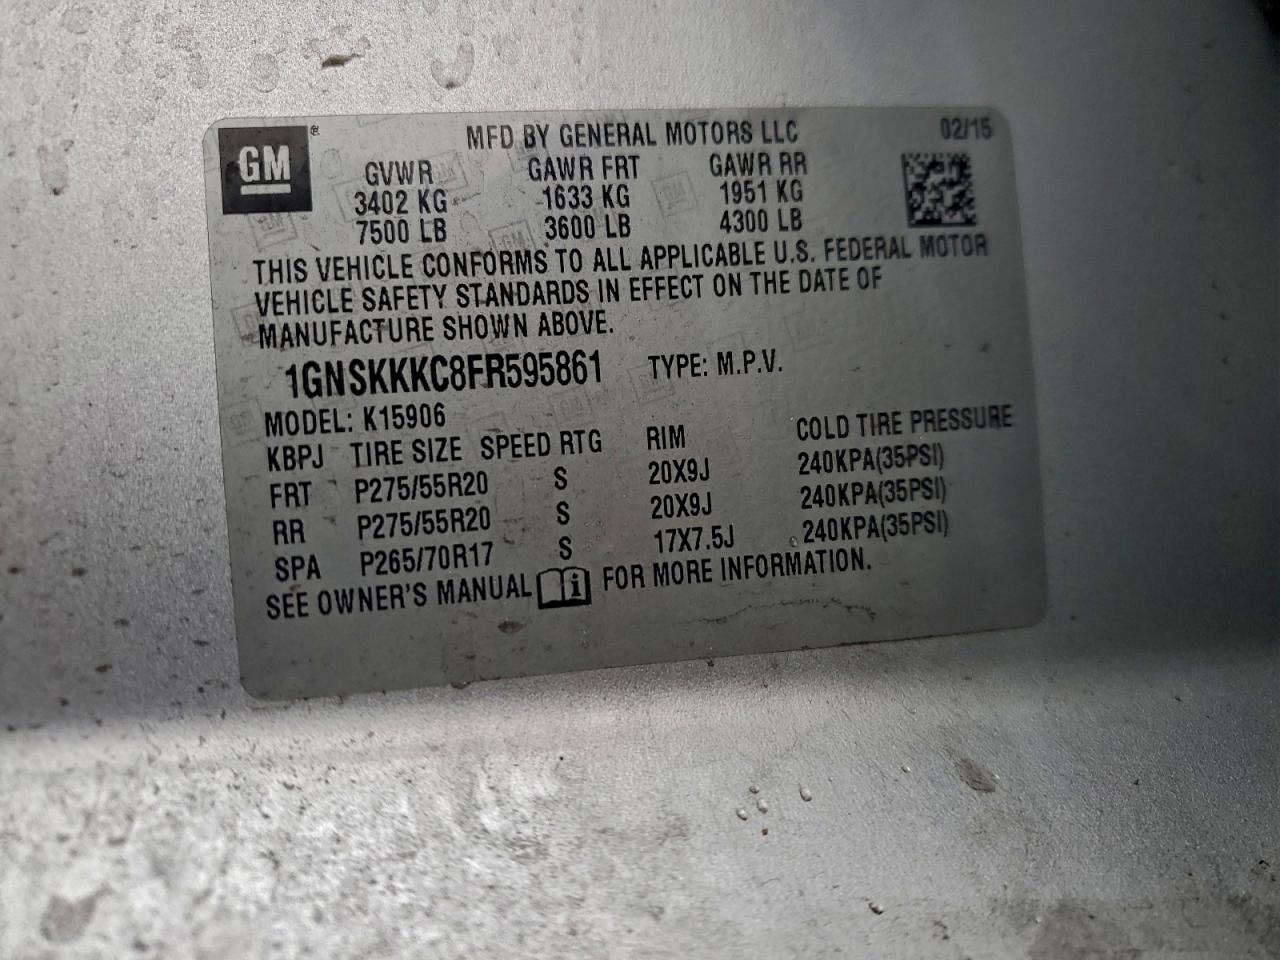 GM®
MFD BY GENERAL MOTORS LLC 02/15
GVWR GAWR FRT GAWR RR
3402 KG 1633 KG 1951 KG
7500 LB 3600 LB 4300 LB
THIS VEHICLE CONFORMS TO ALL APPLICABLE U.S. FEDERAL MOTOR
VEHICLE SAFETY STANDARDS IN EFFECT ON THE DATE OF
MANUFACTURE SHOWN ABOVE.
1GNSKKKC8FR595861 TYPE: M.P.V.
MODEL: K15906
KBPJ TIRE SIZE SPEED RTG RIM COLD TIRE PRESSURE
FRT P275/55R20 S 20X9J 240KPA(35PSI)
RR P275/55R20 S 20X9J 240KPA(35PSI)
SPA P265/70R17 S 17X7.5J 240KPA(35PSI)
SEE OWNER'S MANUAL i FOR MORE INFORMATION.